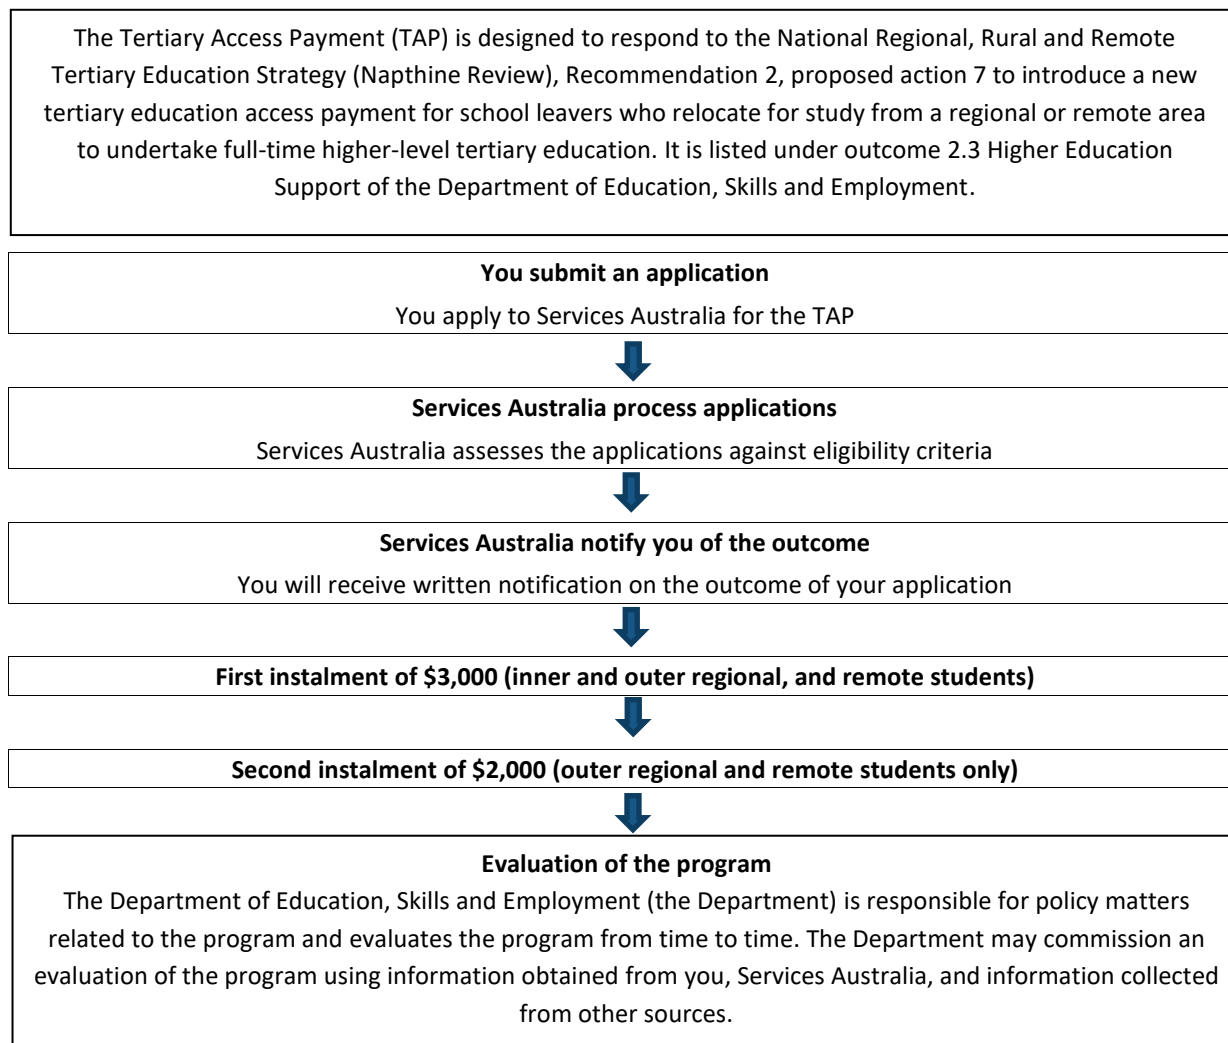 The Tertiary Access Payment (TAP) is designed to respond to the National Regional, Rural and Remote
Tertiary Education Strategy (Napthine Review), Recommendation 2, proposed action 7 to introduce a new
tertiary education access payment for school leavers who relocate for study from a regional or remote area
to undertake full-time higher-level tertiary education. It is listed under outcome 2.3 Higher Education
Support of the Department of Education, Skills and Employment.
You submit an application
You apply to Services Australia for the TAP
Services Australia process applications
Services Australia assesses the applications against eligibility criteria
Services Australia notify you of the outcome
You will receive written notification on the outcome of your application
First instalment of $3,000 (inner and outer regional, and remote students)
Second instalment of $2,000 (outer regional and remote students only)
Evaluation of the program
The Department of Education, Skills and Employment (the Department) is responsible for policy matters
related to the program and evaluates the program from time to time. The Department may commission an
evaluation of the program using information obtained from you, Services Australia, and information collected
from other sources.